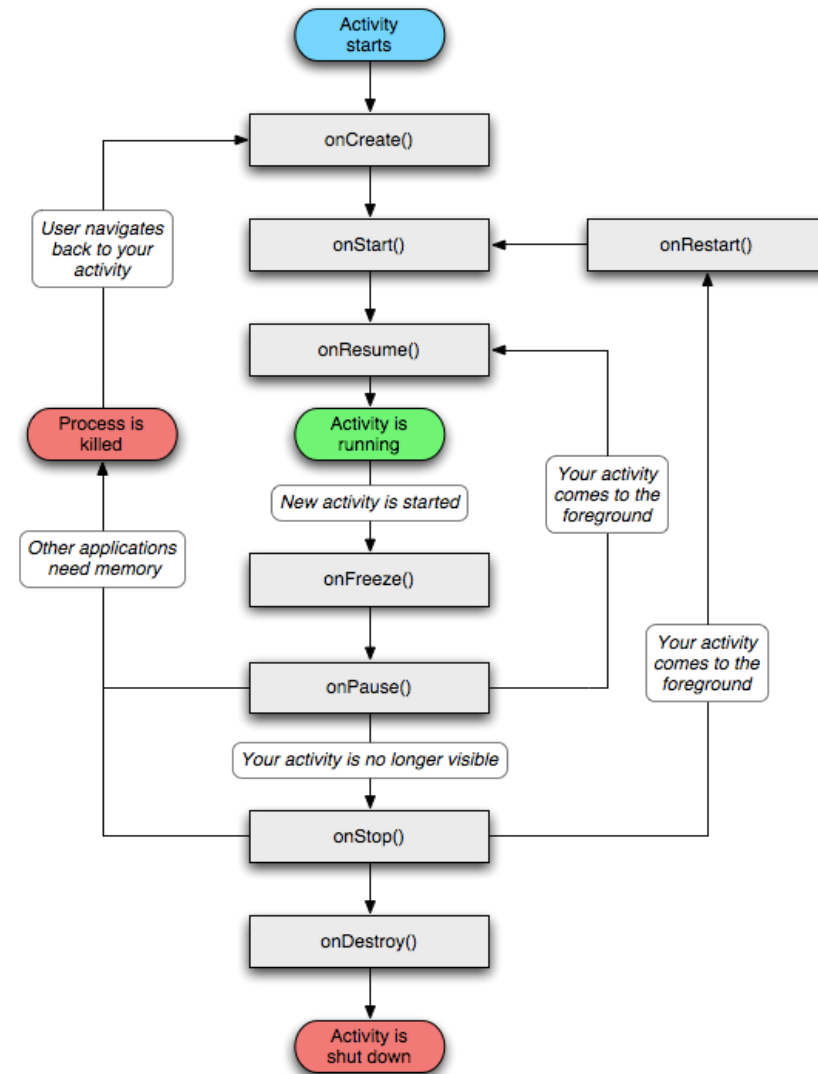 Activity
starts
onCreate()
User navigates
back to your
activity
onStart()
onRestart()
onResume()
Process is
killed
Activity is
running
Your activity
comes to the
foreground
New activity is started
Other applications
need memory
onFreeze()
Your activity
comes to the
foreground
onPause()
Your activity is no longer visible
onStop()
onDestroy()
Activity is
shut down